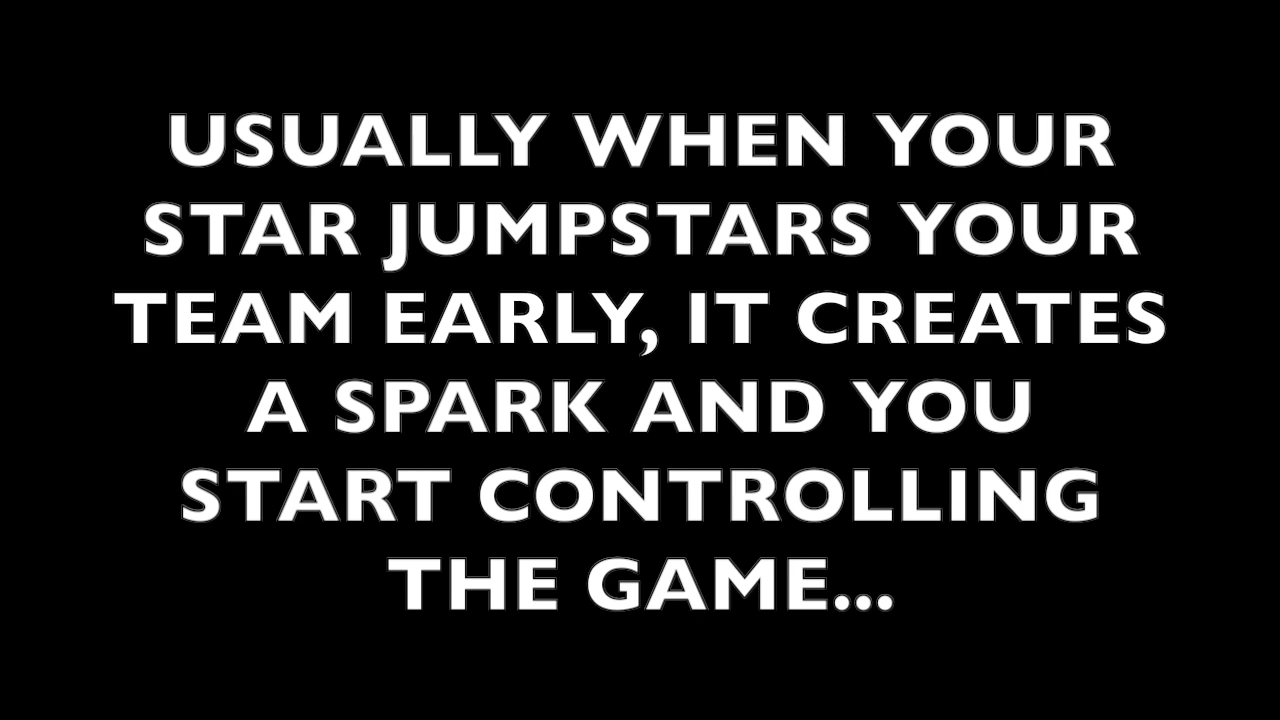 USUALLY WHEN YOUR
STAR JUMPSTARS YOUR
TEAM EARLY, IT CREATES
A SPARK AND YOU
START CONTROLLING
THE GAME...